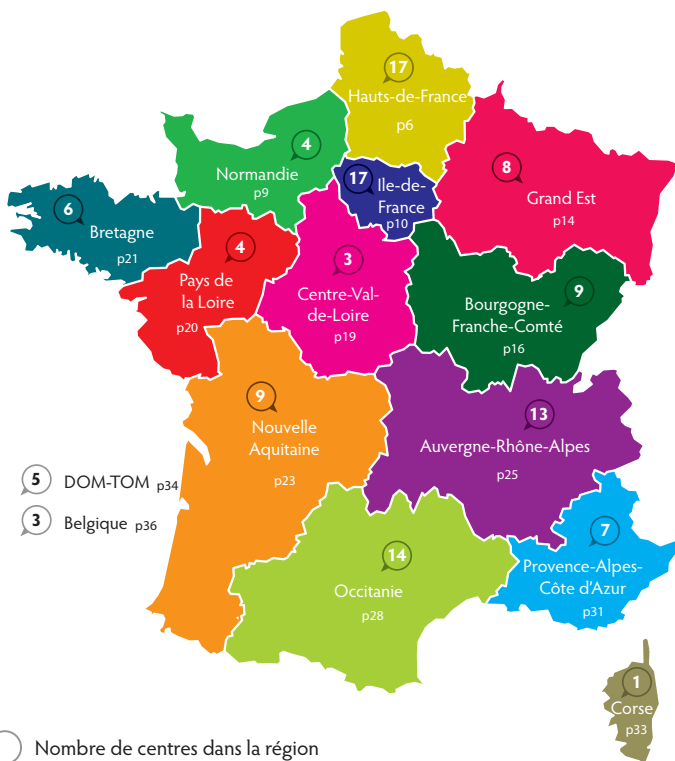 17
Hauts-de-France
p6
4
Normandie
p9
17
Ile-de-
France
p10
8
Grand Est
p14
6
Bretagne
p21
4
Pays de
la Loire
p20
3
Centre-Val-
de-Loire
p19
9
Bourgogne-
Franche-Comté
p16
9
Nouvelle
Aquitaine
p23
13
Auvergne-Rhône-Alpes
p25
5 DOM-TOM p34
3 Belgique p36
14
Occitanie
p28
7
Provence-Alpes-
Côte d'Azur
p31
1
Corse
p33
Nombre de centres dans la région